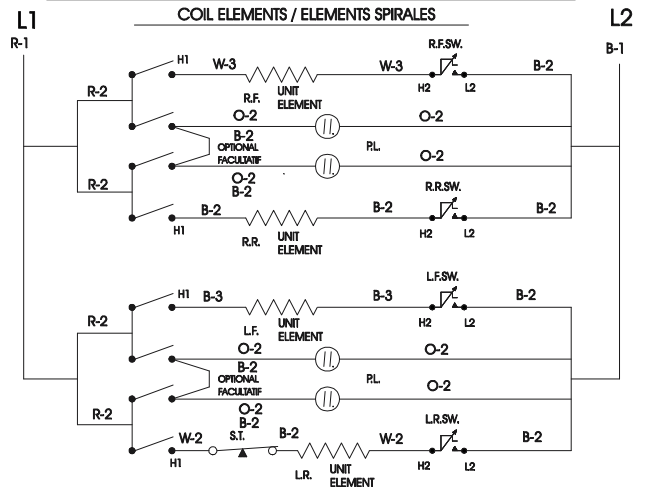 COIL ELEMENTS / ELEMENTS SPIRALES
L1
L2
R-1
B-1
R.F.SW.
H1
W-3
W-3
B-2
R-2
R.F.
UNIT
ELEMENT
H2
L2
O-2
O-2
B-2
OPTIONAL
FACULTATIF
P.L.
O-2
R-2
O-2
B-2
R.R.SW.
B-2
B-2
B-2
H1
R.R.
UNIT
ELEMENT
H2
L2
L.F.SW.
H1
B-3
B-3
B-2
R-2
L.F.
UNIT
ELEMENT
H2
L2
O-2
O-2
B-2
OPTIONAL
FACULTATIF
P.L.
O-2
R-2
O-2
B-2
L.R.SW.
W-2
S.T.
B-2
W-2
B-2
H1
L.R.
UNIT
ELEMENT
H2
L2